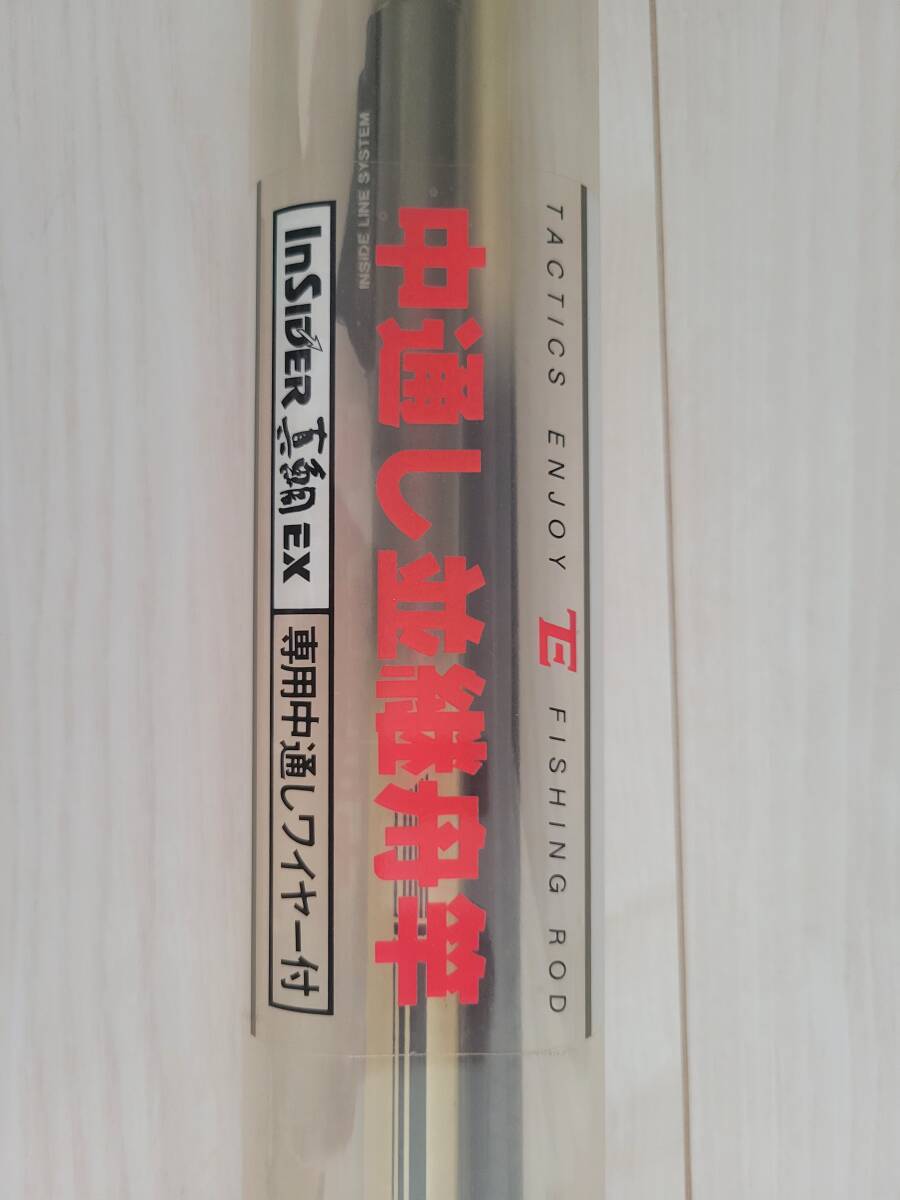 TACTICS ENJOY TE FISHING ROD
中通し並継舟竿
INSIDE LINE SYSTEM
INSIDER 真鯛 EX 専用中通しワイヤー付